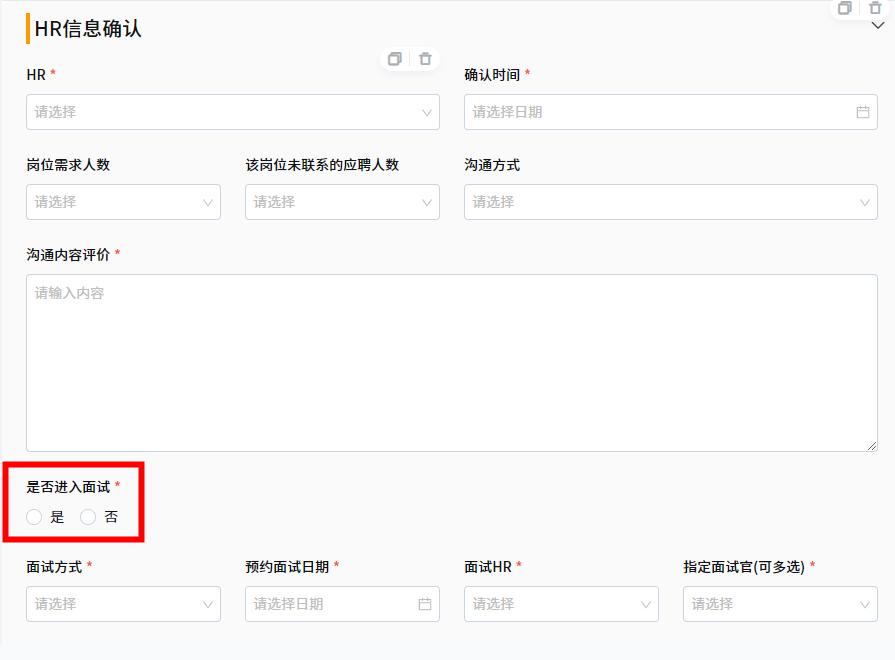 HR信息确认
HR *
确认时间 *
请选择
请选择日期
岗位需求人数
该岗位未联系的应聘人数
沟通方式
请选择
请选择
请选择
沟通内容评价 *
请输入内容
是否进入面试 *
是
否
面试方式 *
预约面试日期 *
面试HR *
指定面试官(可多选) *
请选择
请选择日期
请选择
请选择